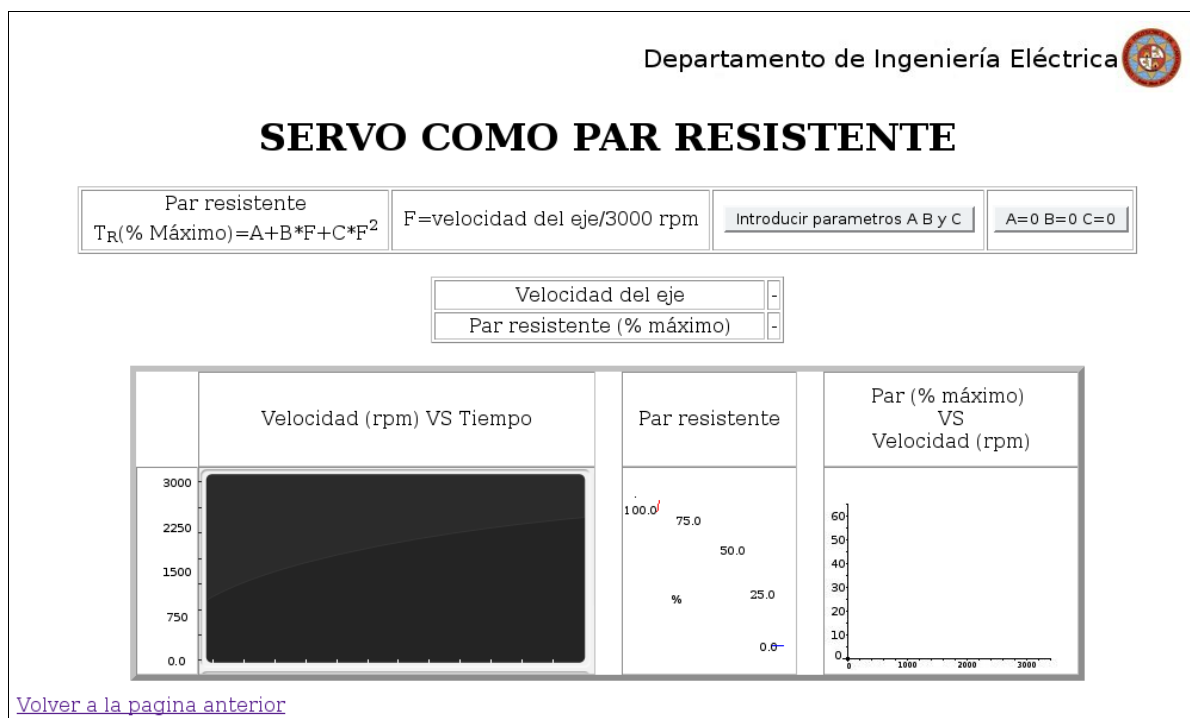 Departamento de Ingeniería Eléctrica
SERVO COMO PAR RESISTENTE
Par resistente
TR(% Máximo)=A+B*F+C*F²
F=velocidad del eje/3000 rpm
Introducir parametros A B y C
A=0 B=0 C=0
Velocidad del eje
-
Par resistente (% máximo)
-
Velocidad (rpm) VS Tiempo
Par resistente
Par (% máximo)
VS
Velocidad (rpm)
3000
2250
1500
750
0.0
100.0
75.0
50.0
25.0
0.0
%
60
50
40
30
20
10
0
0
1000
2000
3000
Volver a la pagina anterior